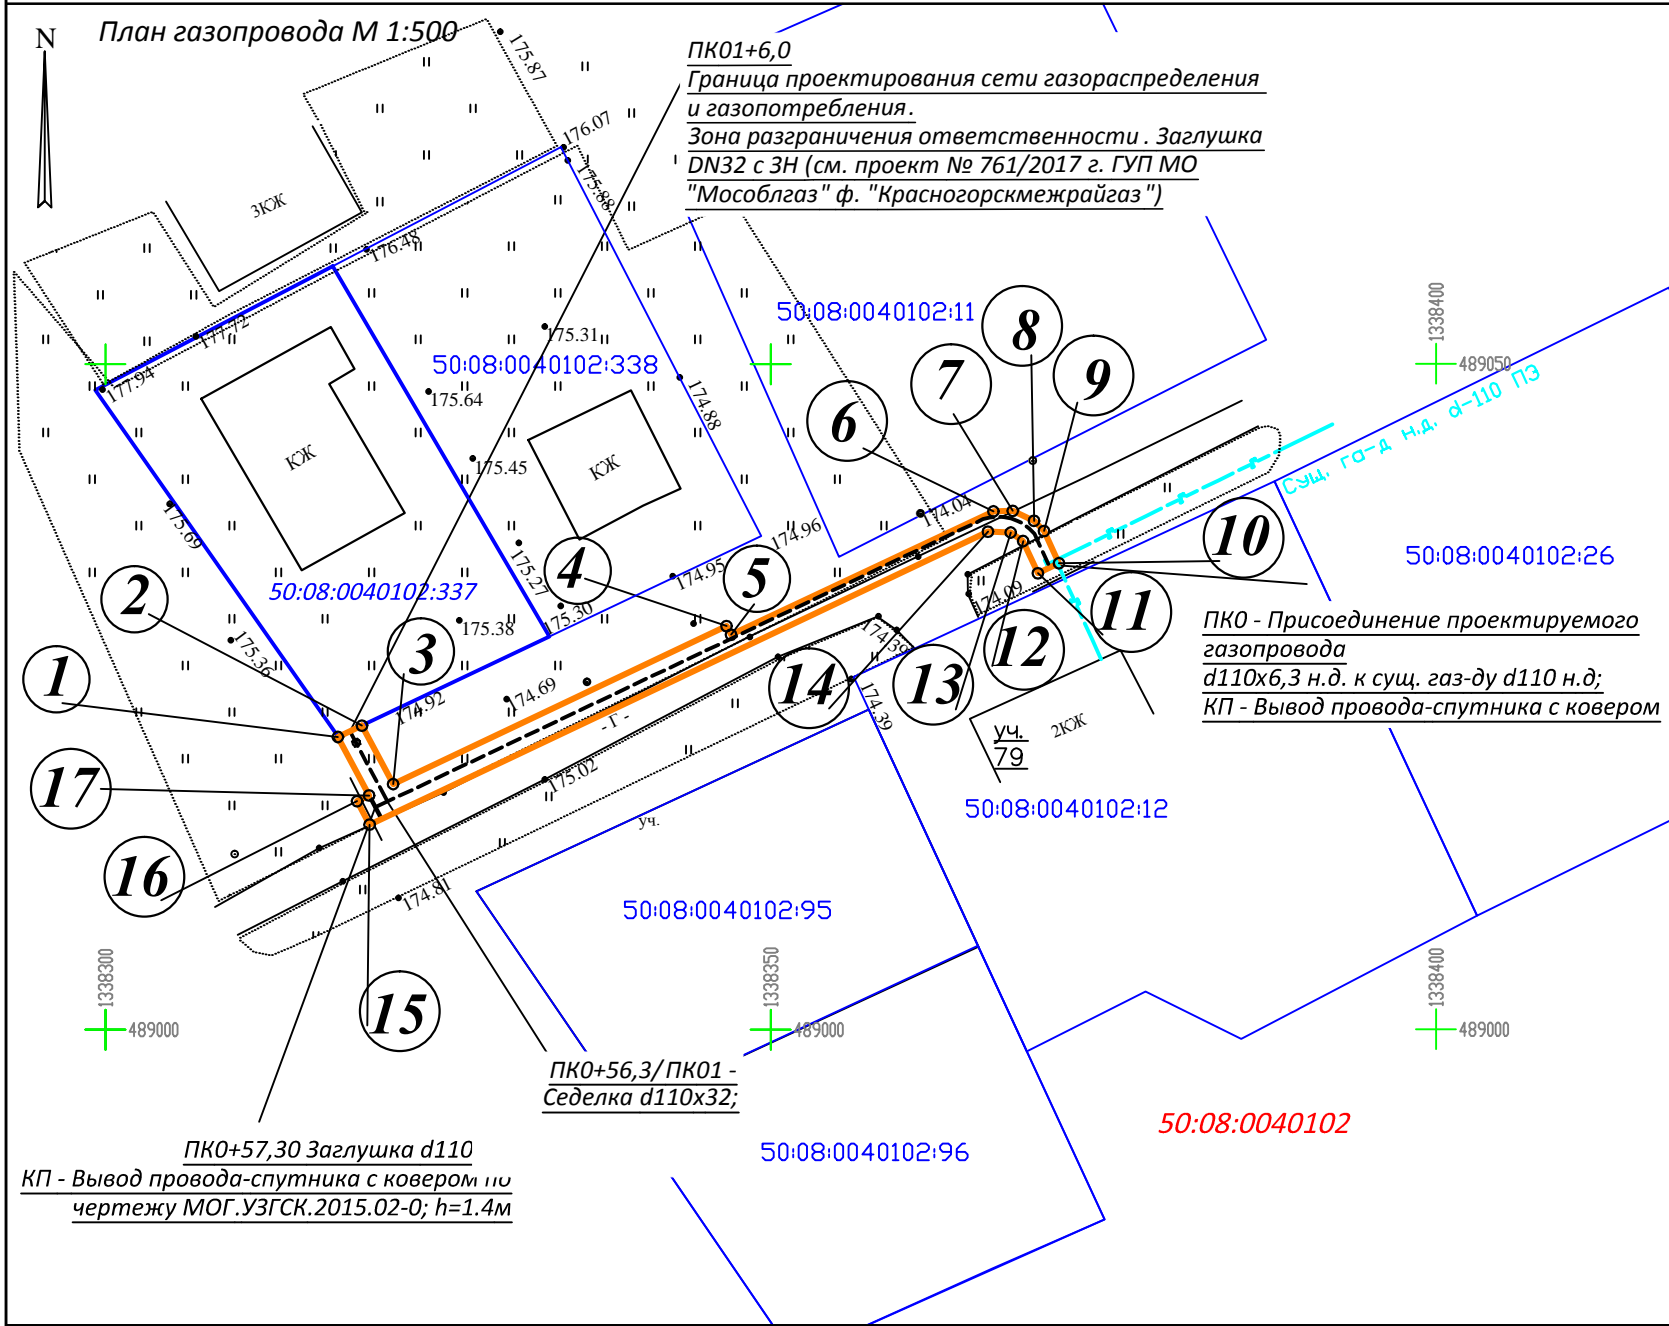 План газопровода М 1:500
N
ПК01+6,0
Граница проектирования сети газораспределения
и газопотребления.
Зона разграничения ответственности. Заглушка
DN32 с ЗН (см. проект № 761/2017 г. ГУП МО
"Мособлгаз" ф. "Красногорскмежрайгаз")
175.87
176.07
175.88
3КЖ
176.48
177.72
177.94
50:08:0040102:11
175.31
50:08:0040102:338
175.64
174.88
1338400
489050
Сущ. га-д н.д. d-110 ПЭ
КЖ
КЖ
175.45
175.69
175.27
174.96
174.04
6
7
8
9
10
50:08:0040102:26
4
5
174.95
2
50:08:0040102:337
175.30
174.09
11
12
175.38
175.36
3
1
174.92
174.69
- Г -
14
13
174.39
174.39
ПК0 - Присоединение проектируемого
газопровода
d110х6,3 н.д. к сущ. газ-ду d110 н.д;
КП - Вывод провода-спутника с ковером
уч.
79
2КЖ
50:08:0040102:12
17
175.02
уч.
16
174.81
50:08:0040102:95
1338300
489000
15
1338350
489000
1338400
489000
ПК0+56,3/ПК01 -
Седелка d110х32;
50:08:0040102
50:08:0040102:96
ПК0+57,30 Заглушка d110
КП - Вывод провода-спутника с ковером по
чертежу МОГ.УЗГСК.2015.02-0; h=1.4м